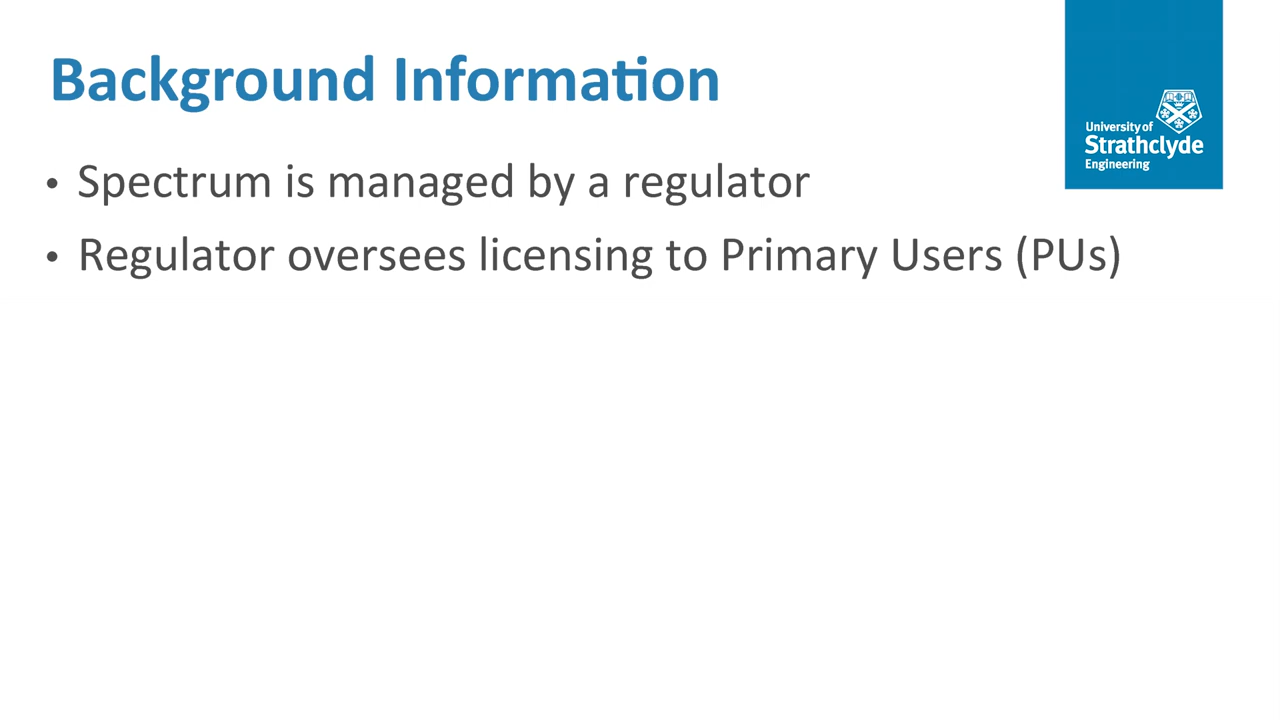 Background Information
University of
Strathclyde
Engineering
• Spectrum is managed by a regulator
• Regulator oversees licensing to Primary Users (PUs)